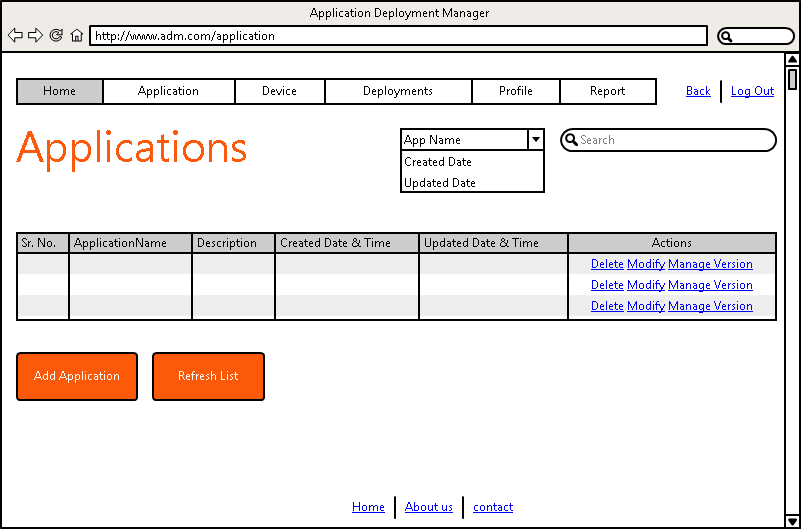 Application Deployment Manager
http://www.adm.com/application
Home Application Device Deployments Profile Report Back Log Out
Applications
App Name
Created Date
Updated Date
Search
Sr. No. ApplicationName Description Created Date & Time Updated Date & Time Actions
Delete Modify Manage Version
Delete Modify Manage Version
Delete Modify Manage Version
Add Application Refresh List
Home About us contact